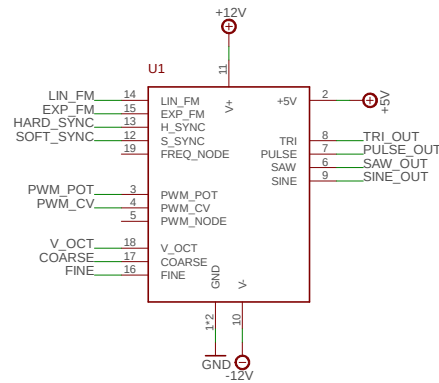 +12V
U1
11
V+
LIN_FM 14 LIN_FM
EXP_FM 15 EXP_FM
HARD_SYNC 13 H_SYNC
SOFT_SYNC 12 S_SYNC
19 FREQ_NODE
+5V 2 +5V
TRI 8 TRI_OUT
PULSE 7 PULSE_OUT
SAW 6 SAW_OUT
SINE 9 SINE_OUT
PWM_POT 3 PWM_POT
PWM_CV 4 PWM_CV
5 PWM_NODE
V_OCT 18 V_OCT
COARSE 17 COARSE
FINE 16 FINE
GND V-
1*2 10
GND
-12V